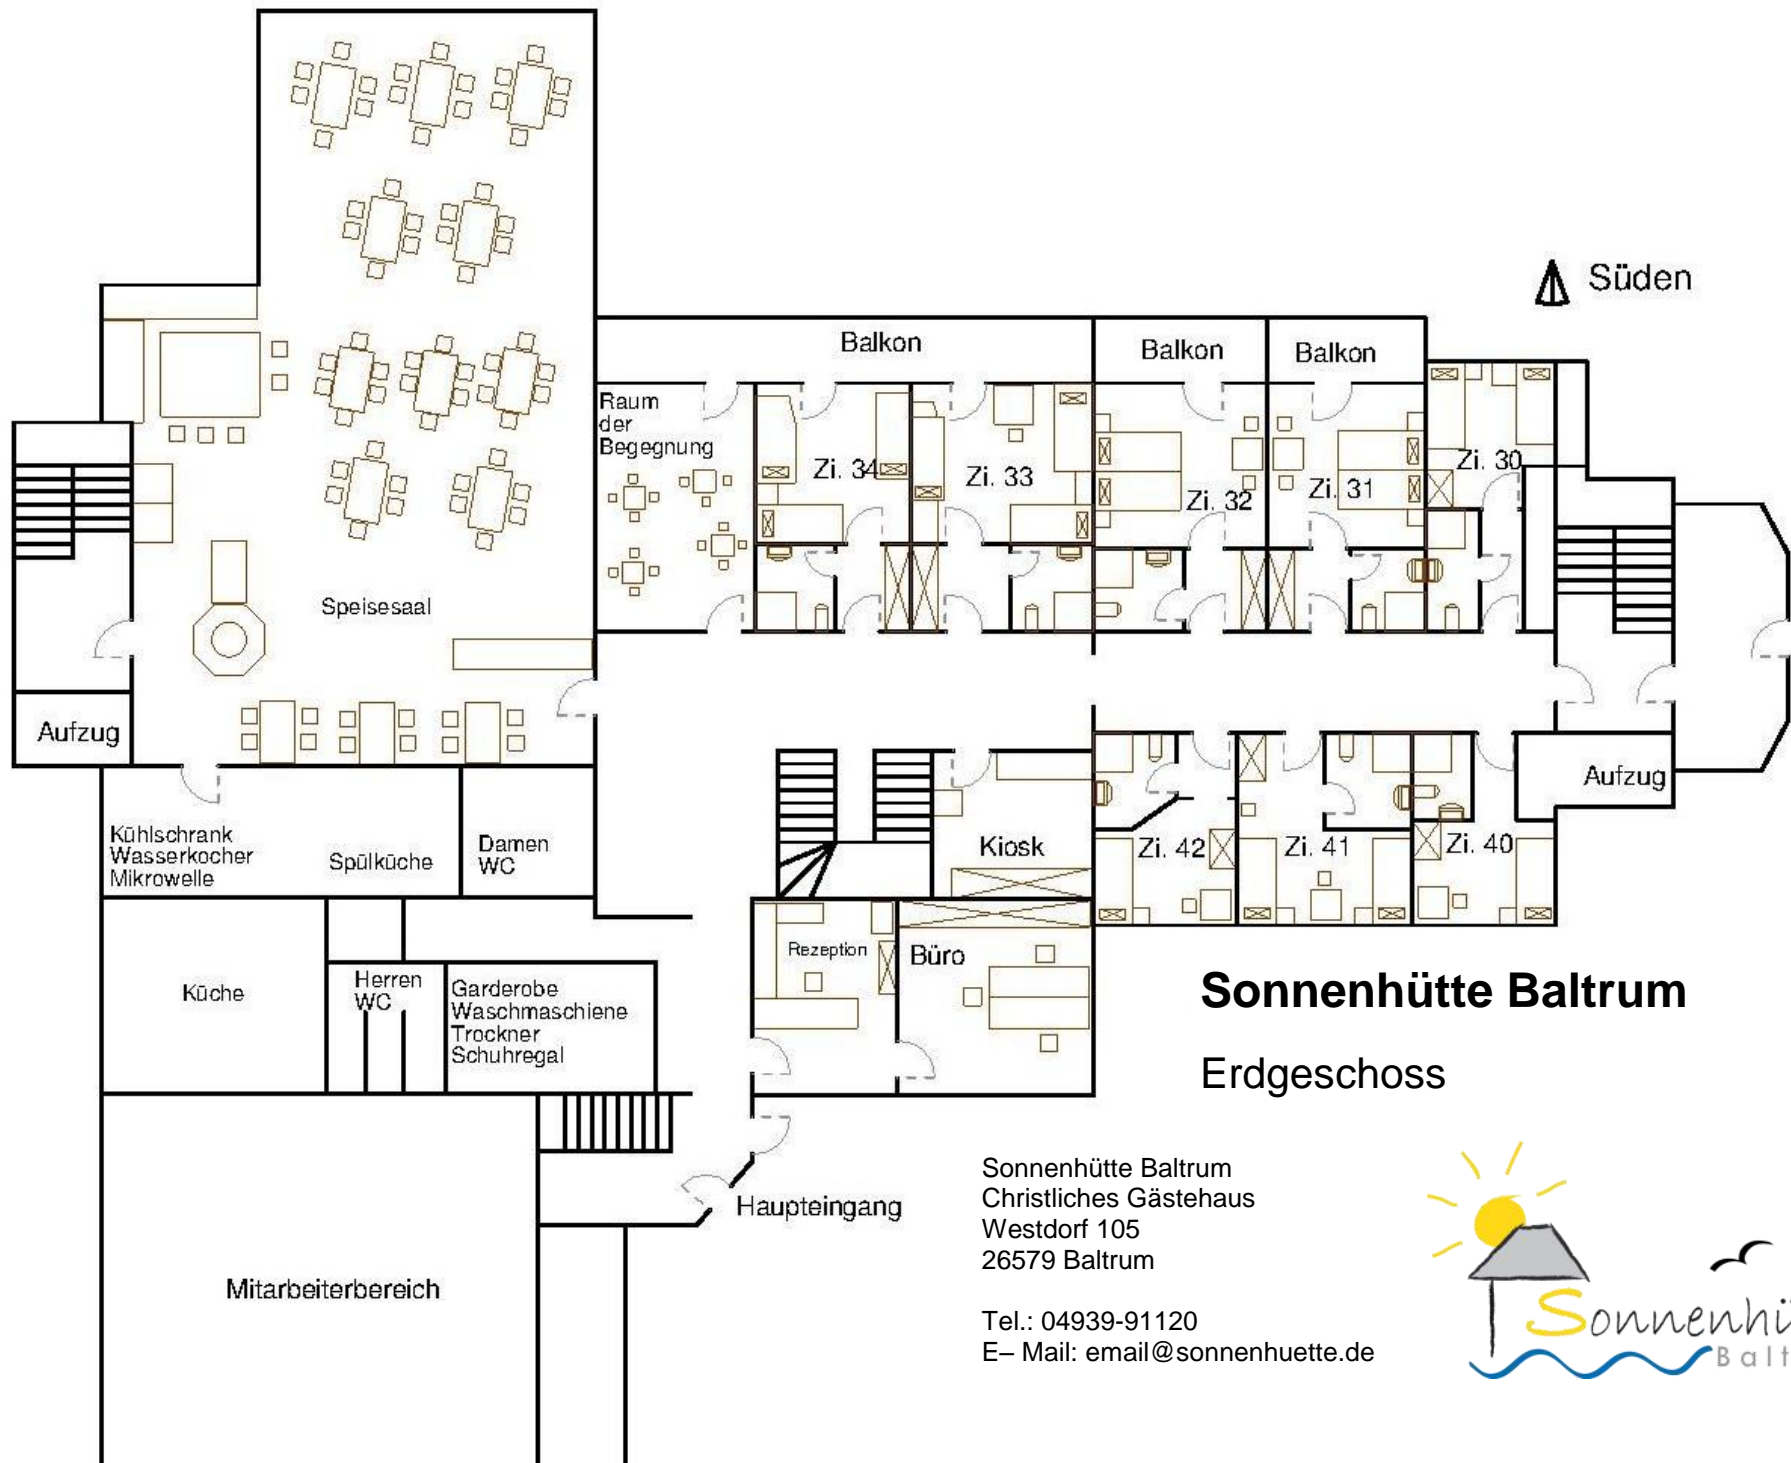 Süden
Balkon
Balkon
Balkon
Raum
der
Begegnung
Zi. 34
Zi. 33
Zi. 32
Zi. 31
Zi. 30
Speisesaal
Aufzug
Aufzug
Kühlschrank
Wasserkocher
Mikrowelle
Spülküche
Damen
WC
Kiosk
Zi. 42
Zi. 41
Zi. 40
Küche
Herren
WC
Garderobe
Waschmaschiene
Trockner
Schuhregal
Rezeption
Büro
Sonnenhütte Baltrum
Erdgeschoss
Haupteingang
Mitarbeiterbereich
Sonnenhütte Baltrum
Christliches Gästehaus
Westdorf 105
26579 Baltrum
Tel.: 04939-91120
E– Mail: email@sonnenhuette.de
Sonnenhü
Balt